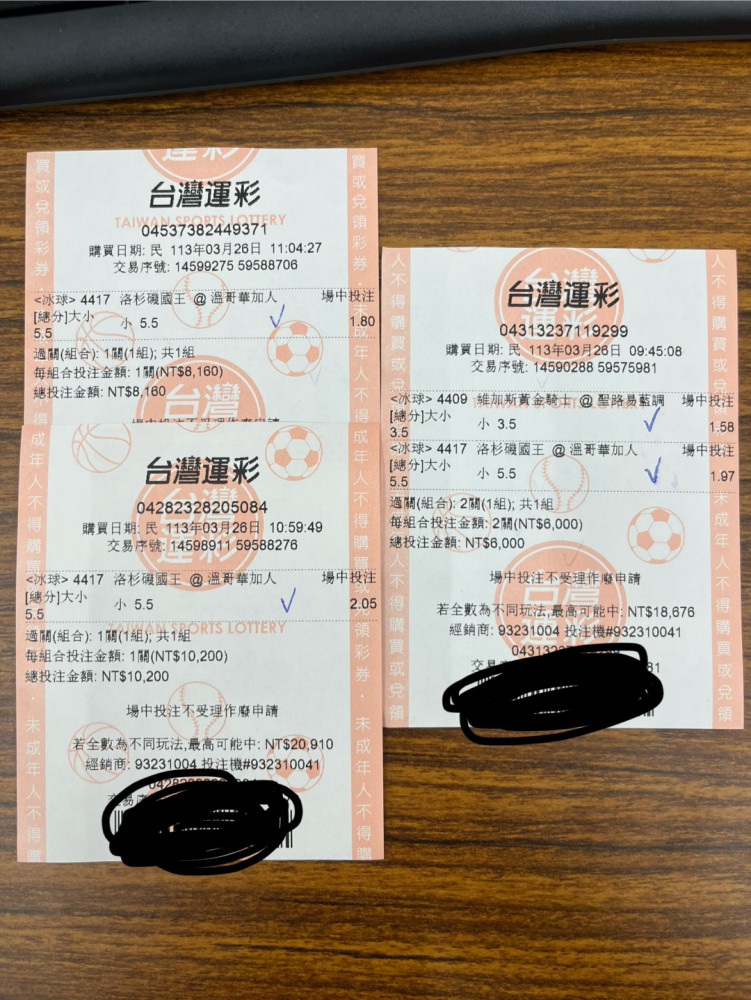 台灣運彩
TAIWAN SPORTS LOTTERY
04537382449371
購買日期: 民 113年03月26日 11:04:27
交易序號: 14599275 59588706
<冰球> 4417 洛杉磯國王 @ 溫哥華加人 場中投注
[總分]大小
小 5.5 1.80
5.5
過關(組合): 1關(1組); 共1組
每組合投注金額: 1關(NT$8,160)
總投注金額: NT$8,160
台灣運彩
04282328205084
購買日期: 民 113年03月26日 10:59:49
交易序號: 14598911 59588276
<冰球> 4417 洛杉磯國王 @ 溫哥華加人 場中投注
[總分]大小
小 5.5 2.05
5.5
TAIWAN SPORTS LOTTERY
過關(組合): 1關(1組); 共1組
每組合投注金額: 1關(NT$10,200)
總投注金額: NT$10,200
場中投注不受理作廢申請
若全數為不同玩法,最高可能中: NT$20,910
經銷商: 93231004 投注機#932310041
台灣運彩
04313237119299
購買日期: 民 113年03月26日 09:45:08
交易序號: 14590288 59575981
<冰球> 4409 維加斯黃金騎士 @ 聖路易藍調 場中投注
[總分]大小
小 3.5 1.58
3.5
<冰球> 4417 洛杉磯國王 @ 溫哥華加人 場中投注
[總分]大小
小 5.5 1.97
5.5
過關(組合): 2關(1組); 共1組
每組合投注金額: 2關(NT$6,000)
總投注金額: NT$6,000
場中投注不受理作廢申請
若全數為不同玩法,最高可能中: NT$18,676
經銷商: 93231004 投注機#932310041